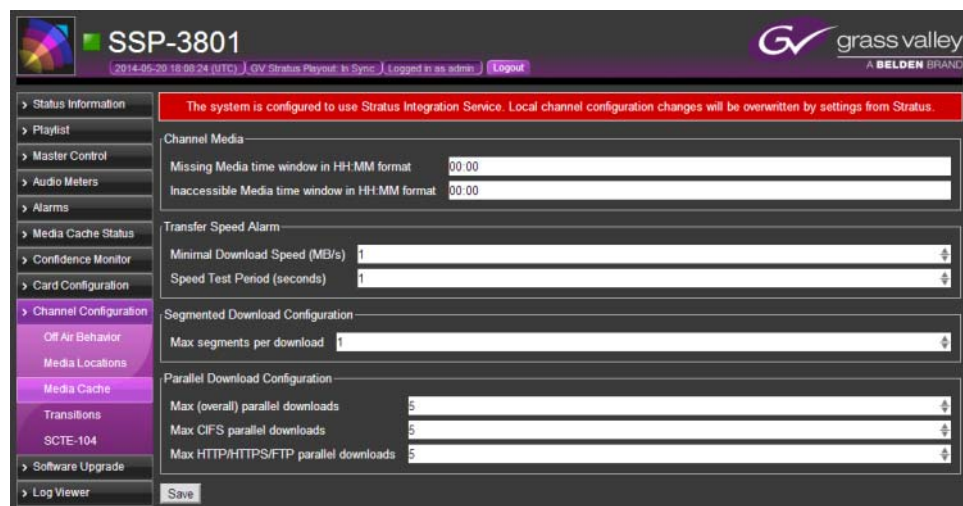 SSP-3801
2014-05-20 18:08:24 (UTC) GV Stratus Playout: In Sync Logged in as admin Logout
GV grass valley
A BELDEN BRAND
> Status Information
> Playlist
> Master Control
> Audio Meters
> Alarms
> Media Cache Status
> Confidence Monitor
> Card Configuration
> Channel Configuration
Off Air Behavior
Media Locations
Media Cache
Transitions
SCTE-104
> Software Upgrade
> Log Viewer
The system is configured to use Stratus Integration Service. Local channel configuration changes will be overwritten by settings from Stratus.
Channel Media
Missing Media time window in HH:MM format 00:00
Inaccessible Media time window in HH:MM format 00:00
Transfer Speed Alarm
Minimal Download Speed (MB/s) 1
Speed Test Period (seconds) 1
Segmented Download Configuration
Max segments per download 1
Parallel Download Configuration
Max (overall) parallel downloads 5
Max CIFS parallel downloads 5
Max HTTP/HTTPS/FTP parallel downloads 5
Save